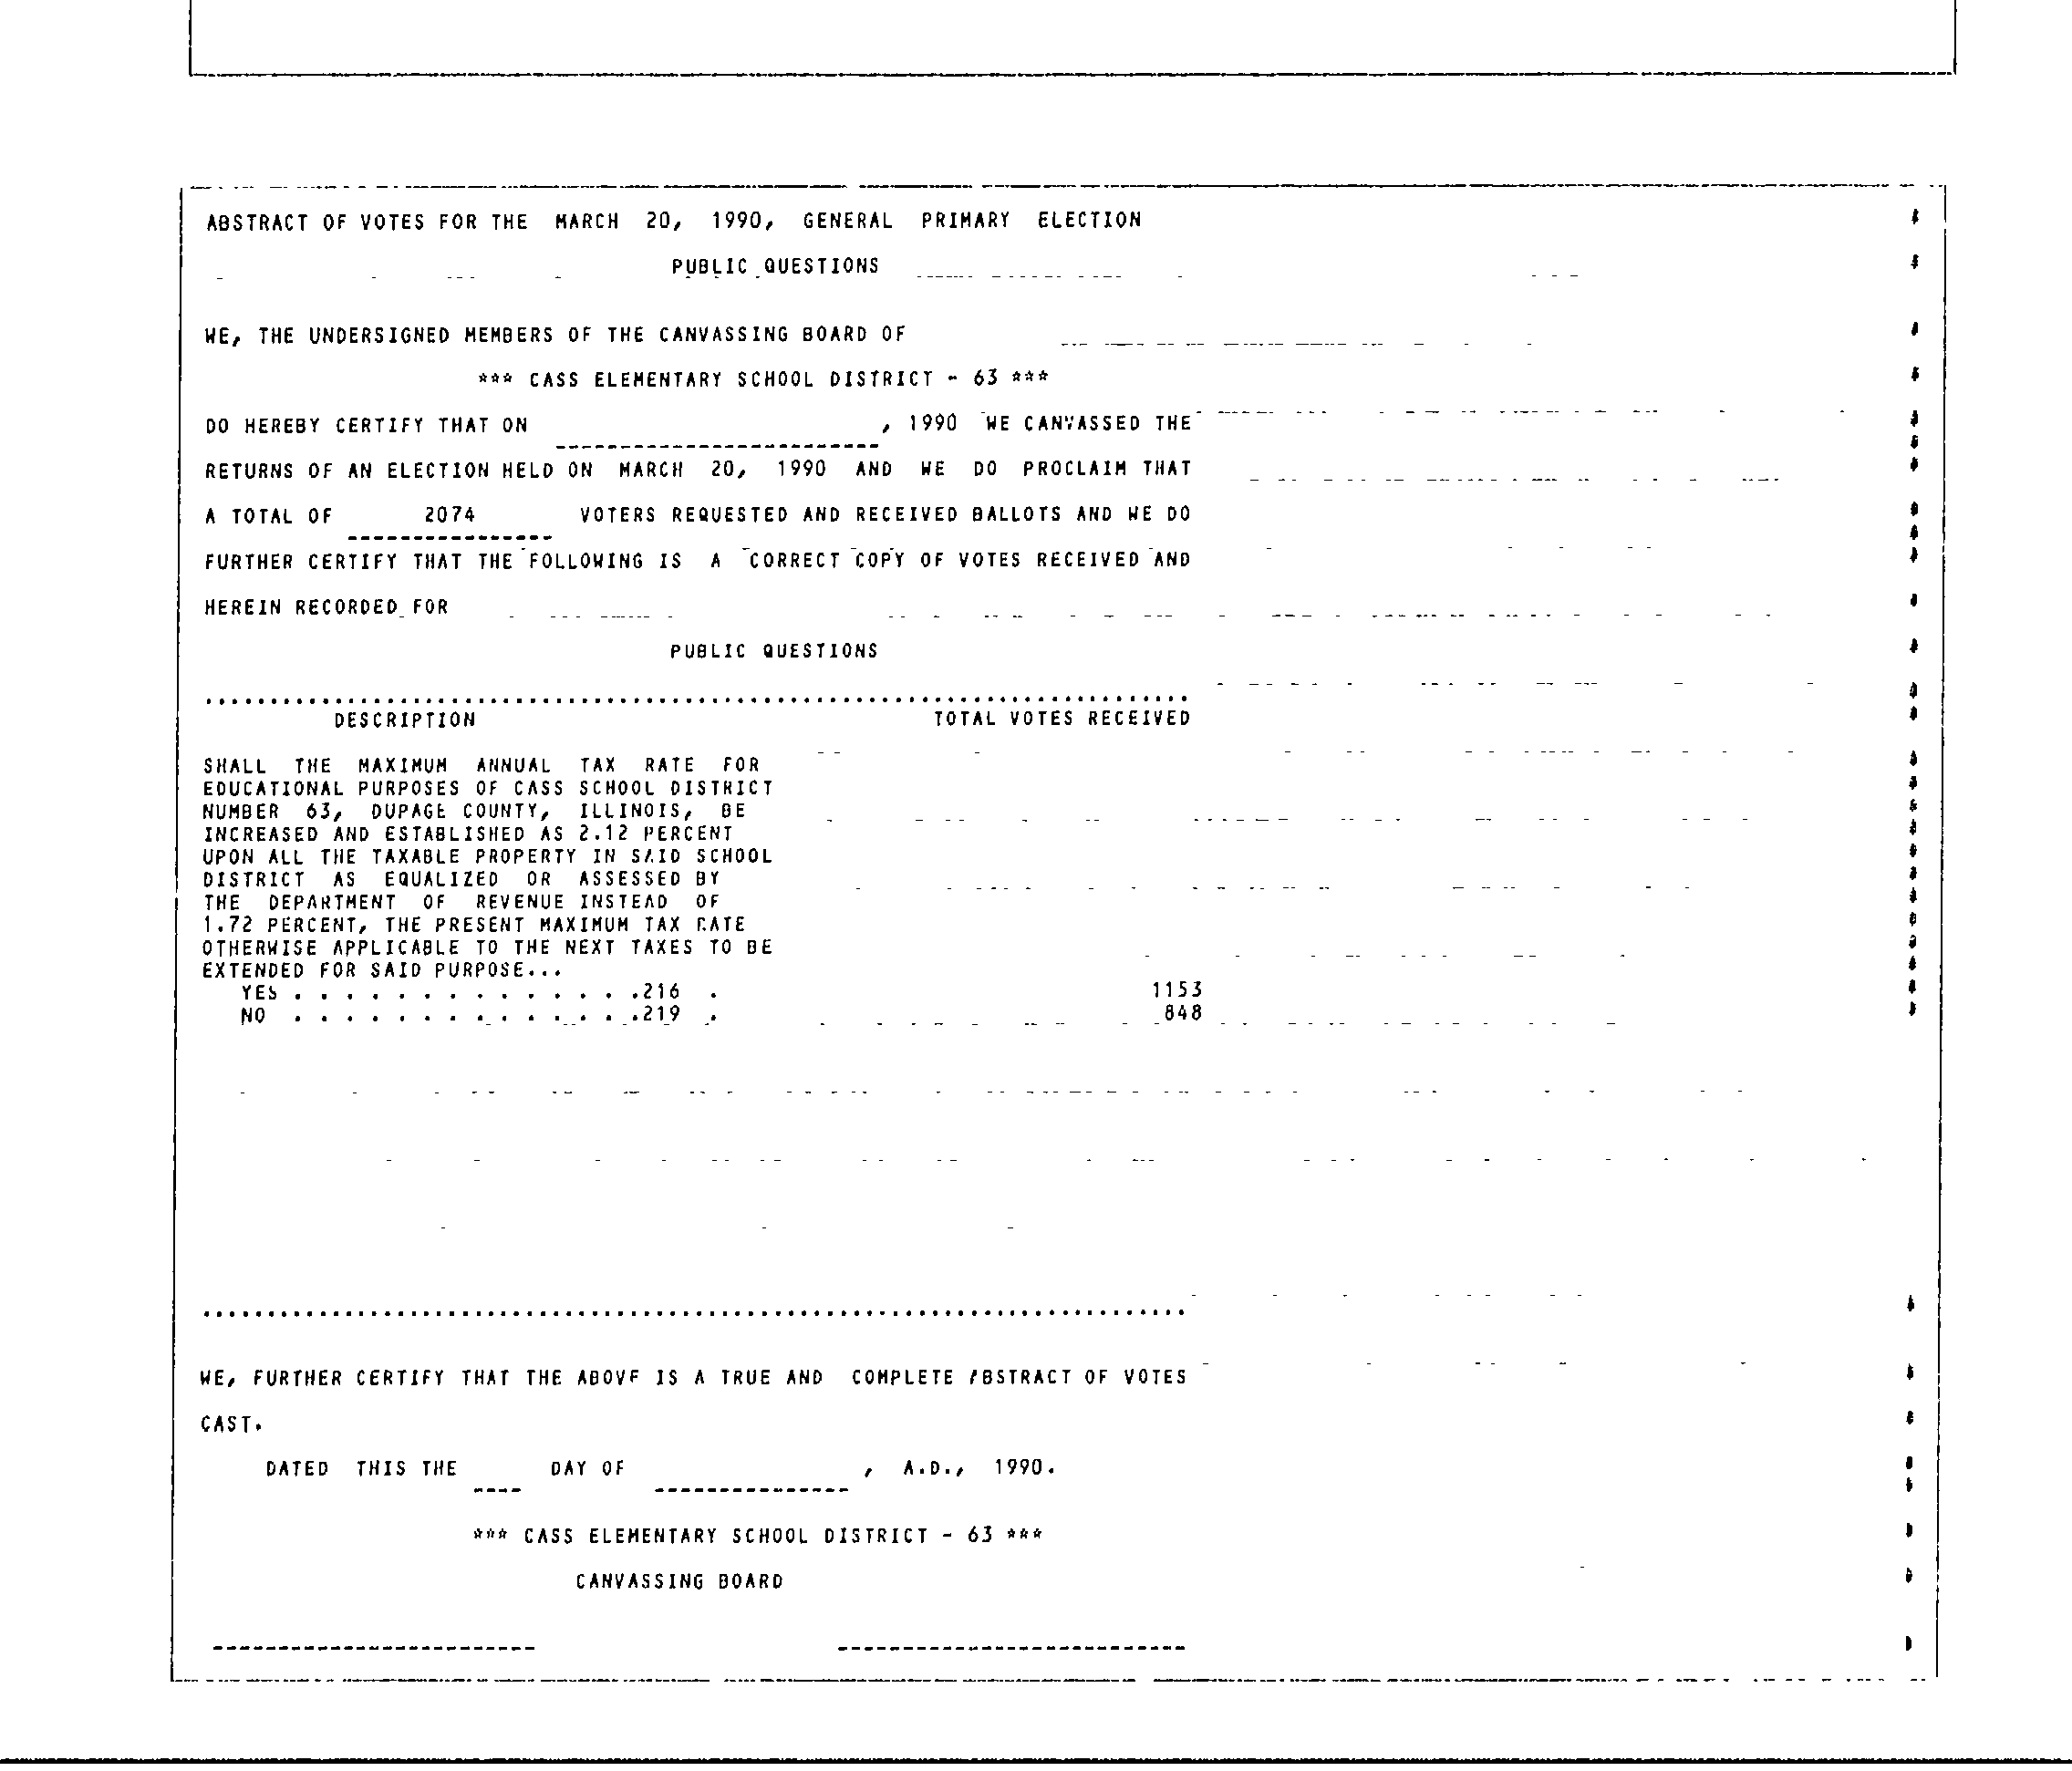 ABSTRACT OF VOTES FOR THE MARCH 20, 1990, GENERAL PRIMARY ELECTION
PUBLIC QUESTIONS
WE, THE UNDERSIGNED MEMBERS OF THE CANVASSING BOARD OF
*** CASS ELEMENTARY SCHOOL DISTRICT - 63 ***
DO HEREBY CERTIFY THAT ON , 1990 WE CANVASSED THE
RETURNS OF AN ELECTION HELD ON MARCH 20, 1990 AND WE DO PROCLAIM THAT
A TOTAL OF 2074 VOTERS REQUESTED AND RECEIVED BALLOTS AND WE DO
FURTHER CERTIFY THAT THE FOLLOWING IS A CORRECT COPY OF VOTES RECEIVED AND
HEREIN RECORDED FOR
PUBLIC QUESTIONS
DESCRIPTION TOTAL VOTES RECEIVED
SHALL THE MAXIMUM ANNUAL TAX RATE FOR
EDUCATIONAL PURPOSES OF CASS SCHOOL DISTRICT
NUMBER 63, DUPAGE COUNTY, ILLINOIS, BE
INCREASED AND ESTABLISHED AS 2.12 PERCENT
UPON ALL THE TAXABLE PROPERTY IN SAID SCHOOL
DISTRICT AS EQUALIZED OR ASSESSED BY
THE DEPARTMENT OF REVENUE INSTEAD OF
1.72 PERCENT, THE PRESENT MAXIMUM TAX RATE
OTHERWISE APPLICABLE TO THE NEXT TAXES TO BE
EXTENDED FOR SAID PURPOSE...
YES . . . . . . . . . . . . . .216 . 1153
NO . . . . . . . . . . . . . .219 . 848
WE, FURTHER CERTIFY THAT THE ABOVE IS A TRUE AND COMPLETE ABSTRACT OF VOTES
CAST.
DATED THIS THE DAY OF , A.D., 1990.
*** CASS ELEMENTARY SCHOOL DISTRICT - 63 ***
CANVASSING BOARD